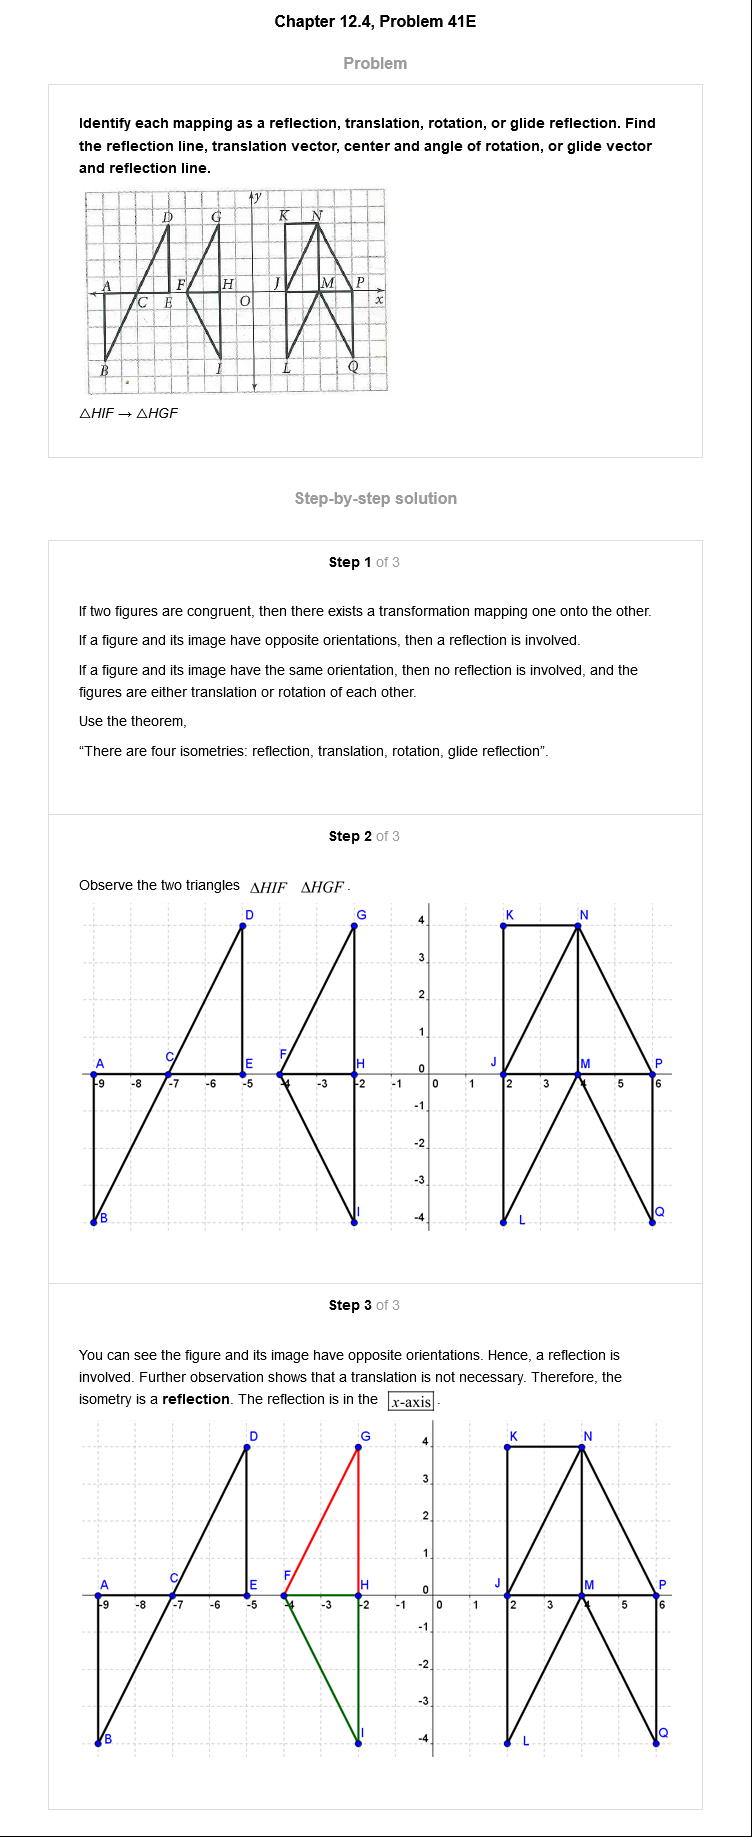 Chapter 12.4, Problem 41E
Problem
Identify each mapping as a reflection, translation, rotation, or glide reflection. Find
the reflection line, translation vector, center and angle of rotation, or glide vector
and reflection line.
y
D G K N
A F H J M P
C E O x
B I L Q
△HIF → △HGF
Step-by-step solution
Step 1 of 3
If two figures are congruent, then there exists a transformation mapping one onto the other.
If a figure and its image have opposite orientations, then a reflection is involved.
If a figure and its image have the same orientation, then no reflection is involved, and the
figures are either translation or rotation of each other.
Use the theorem,
“There are four isometries: reflection, translation, rotation, glide reflection”.
Step 2 of 3
Observe the two triangles ΔHIF ΔHGF .
D G 4 K N
3
2
1
A C E F H 0 J M P
-9 -8 -7 -6 -5 -4 -3 -2 -1 0 1 2 3 4 5 6
-1
-2
-3
B I -4 L Q
Step 3 of 3
You can see the figure and its image have opposite orientations. Hence, a reflection is
involved. Further observation shows that a translation is not necessary. Therefore, the
isometry is a reflection. The reflection is in the x-axis .
D G 4 K N
3
2
1
A C E F H 0 J M P
-9 -8 -7 -6 -5 -4 -3 -2 -1 0 1 2 3 4 5 6
-1
-2
-3
B I -4 L Q